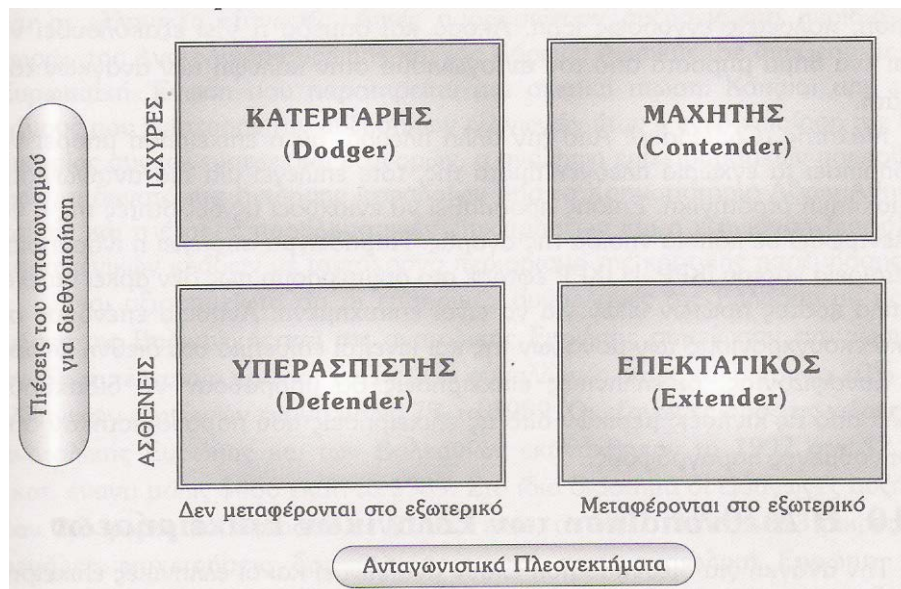 Πιέσεις του ανταγωνισμού
για διεθνοποίηση
ΙΣΧΥΡΕΣ
ΚΑΤΕΡΓΑΡΗΣ
(Dodger)
ΜΑΧΗΤΗΣ
(Contender)
ΑΣΘΕΝΕΙΣ
ΥΠΕΡΑΣΠΙΣΤΗΣ
(Defender)
ΕΠΕΚΤΑΤΙΚΟΣ
(Extender)
Δεν μεταφέρονται στο εξωτερικό
Μεταφέρονται στο εξωτερικό
Ανταγωνιστικά Πλεονεκτήματα